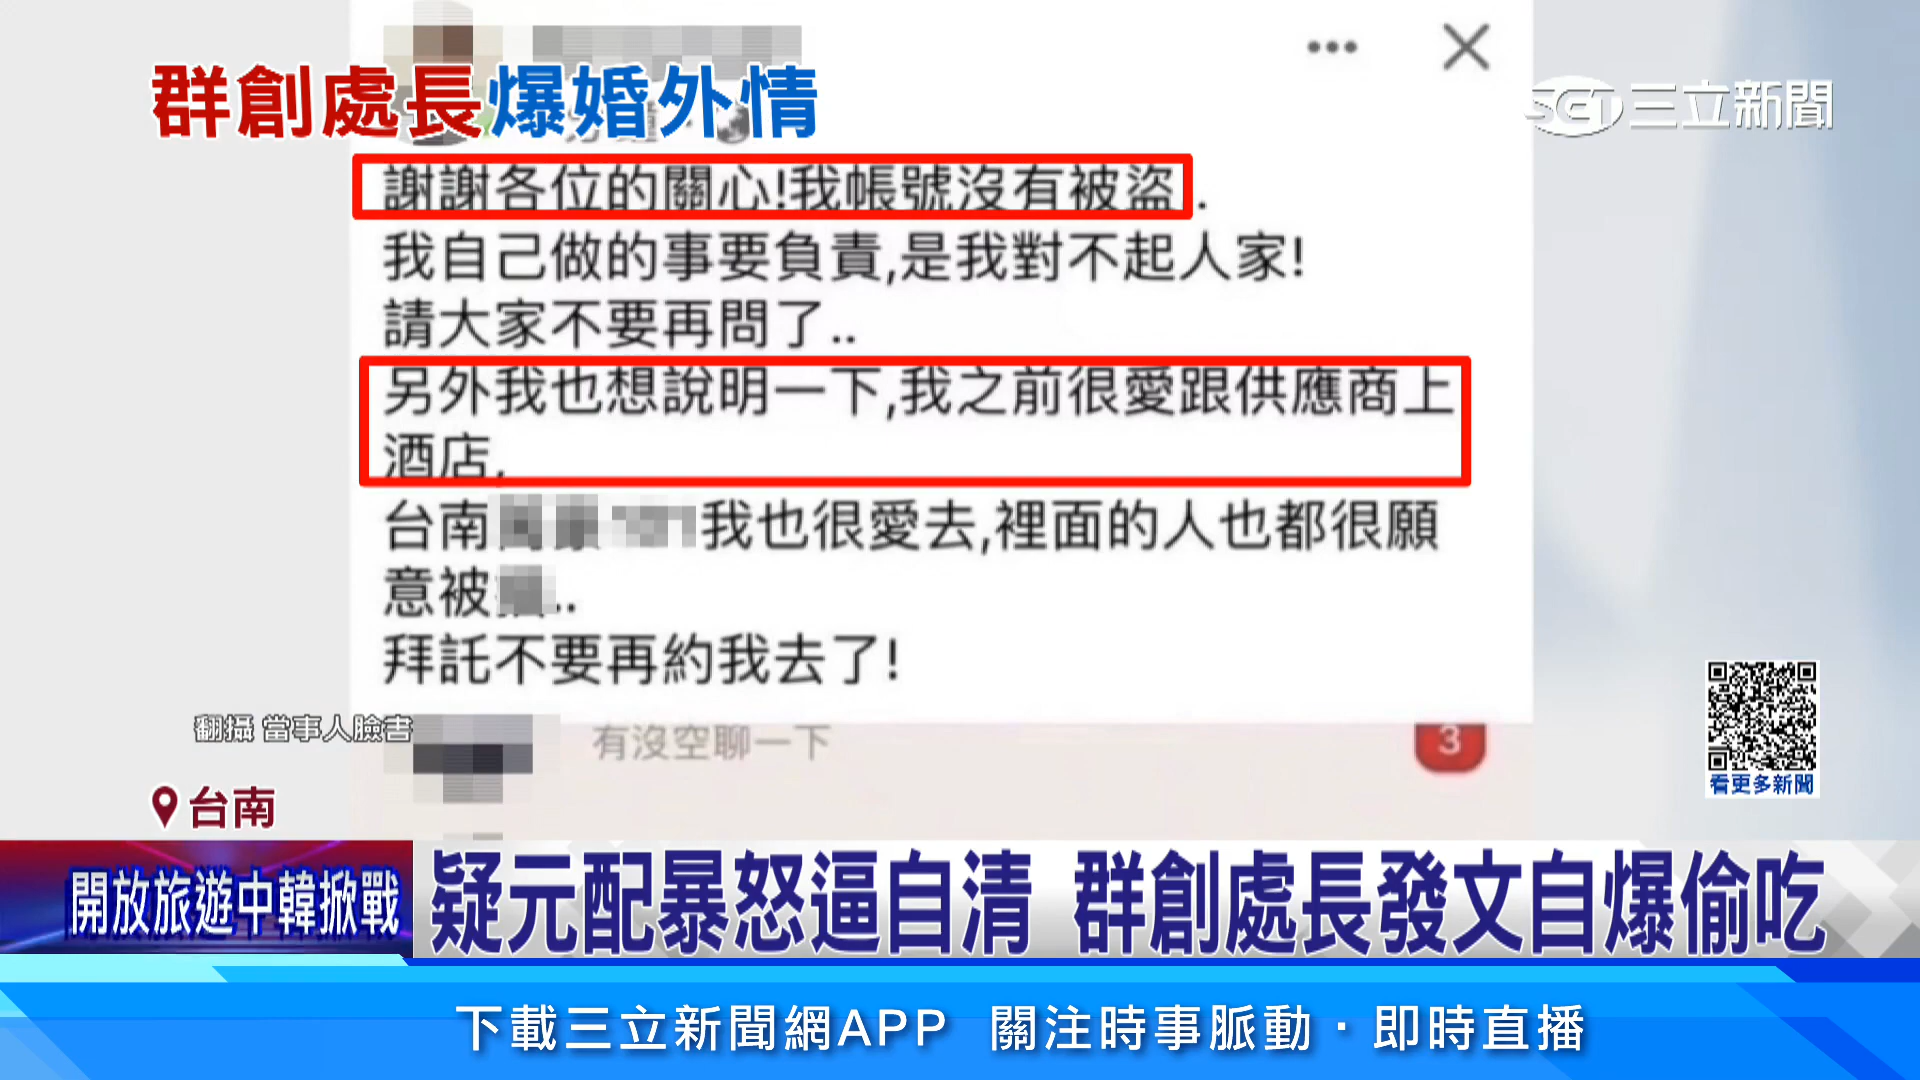 群創處長爆婚外情
SET三立新聞
謝謝各位的關心!我帳號沒有被盜.
我自己做的事要負責,是我對不起人家!
請大家不要再問了..
另外我也想說明一下,我之前很愛跟供應商上
酒店,
台南我也很愛去,裡面的人也都很願
意被..
拜託不要再約我去了!
翻攝 當事人臉書
有沒空聊一下
3
看更多新聞
台南
開放旅遊中韓掀戰
疑元配暴怒逼自清 群創處長發文自爆偷吃
下載三立新聞網APP 關注時事脈動·即時直播